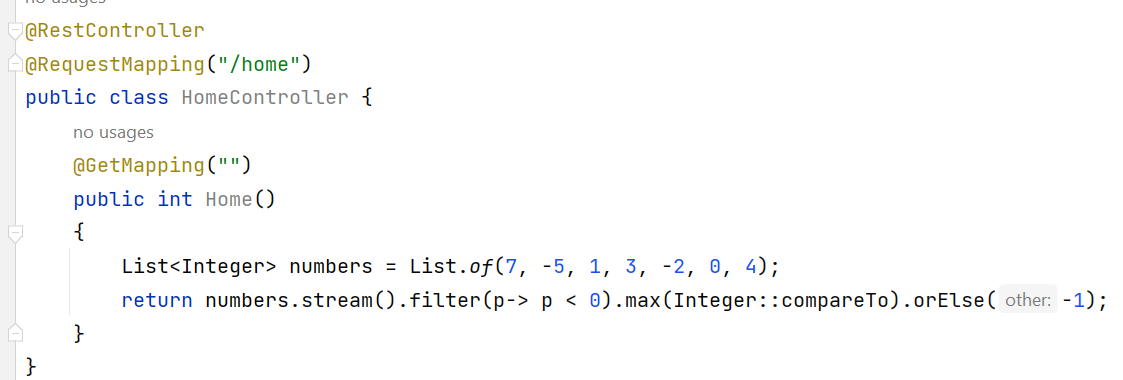 no usages
@RestController
@RequestMapping("/home")
public class HomeController {
no usages
@GetMapping("")
public int Home()
{
List<Integer> numbers = List.of(7, -5, 1, 3, -2, 0, 4);
return numbers.stream().filter(p-> p < 0).max(Integer::compareTo).orElse( other: -1);
}
}